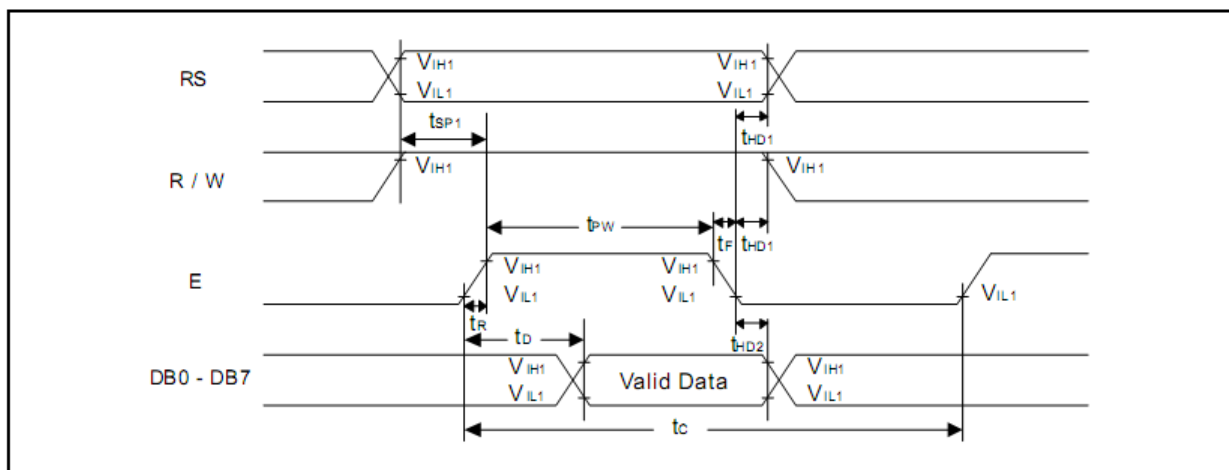 RS
VIH1
VIL1
VIH1
VIL1
tSP1
tHD1
R / W
VIH1
VIH1
tPW
tF
tHD1
E
VIH1
VIL1
VIH1
VIL1
VIL1
tR
tD
tHD2
DB0 - DB7
VIH1
VIL1
Valid Data
VIH1
VIL1
tC